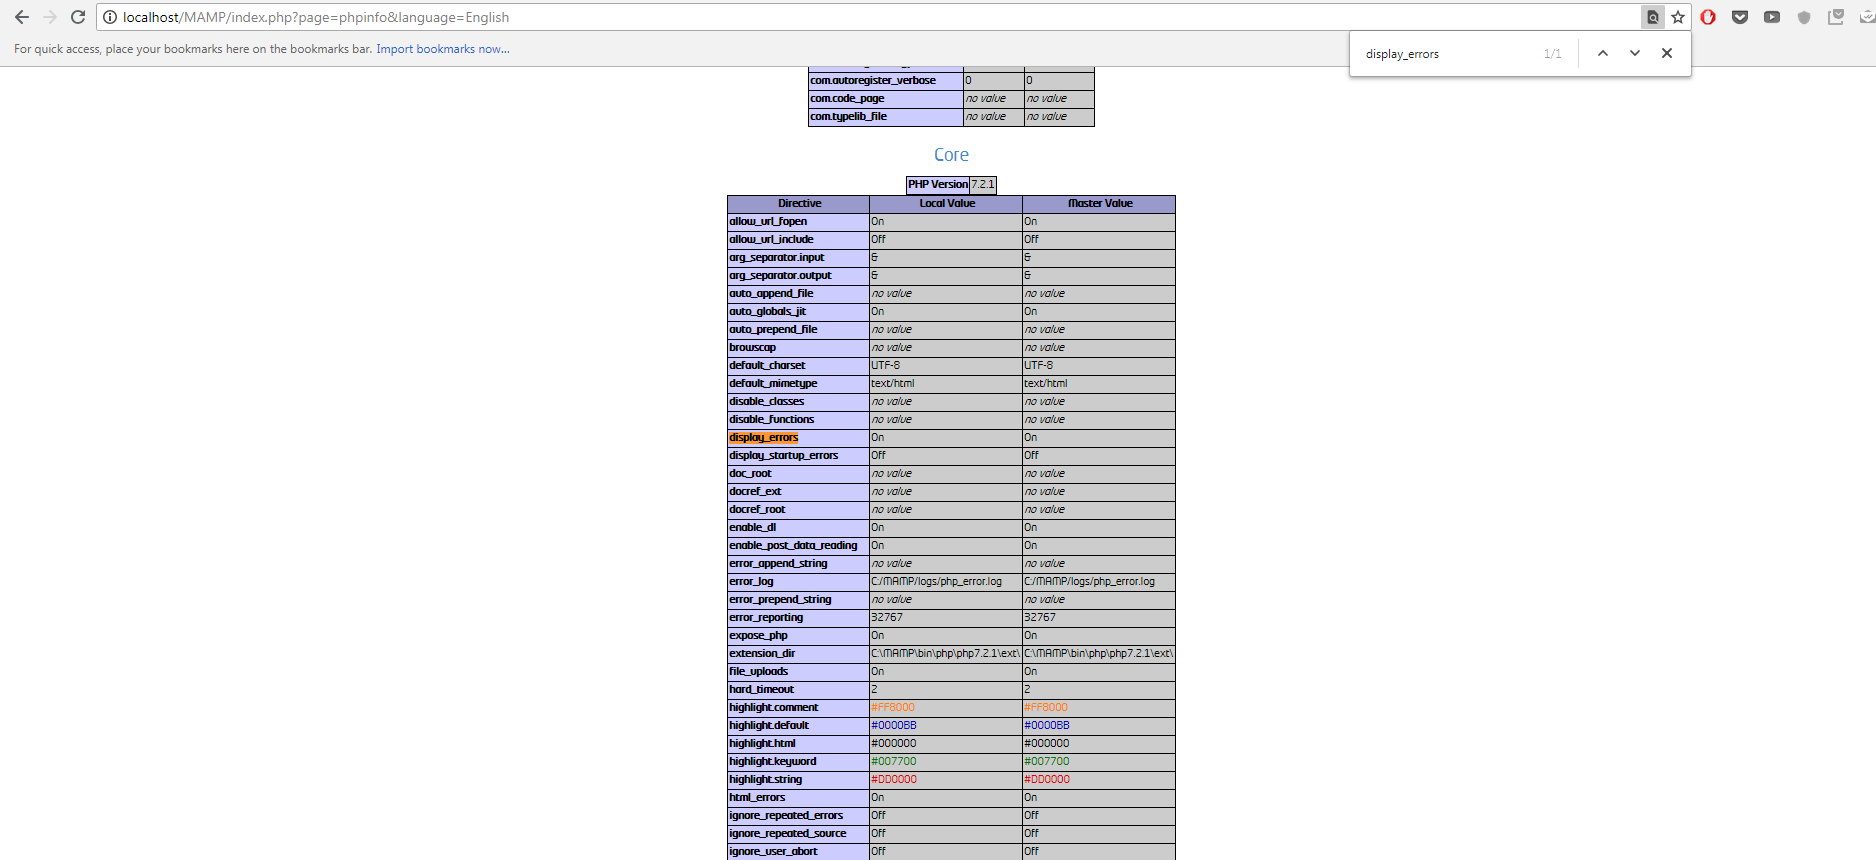 localhost/MAMP/index.php?page=phpinfo&language=English
For quick access, place your bookmarks here on the bookmarks bar. Import bookmarks now...
display_errors 1/1
com.autoregister_verbose 0 0
com.code_page no value no value
com.typelib_file no value no value
Core
PHP Version 7.2.1
Directive Local Value Master Value
allow_url_fopen On On
allow_url_include Off Off
arg_separator.input & &
arg_separator.output & &
auto_append_file no value no value
auto_globals_jit On On
auto_prepend_file no value no value
browscap no value no value
default_charset UTF-8 UTF-8
default_mimetype text/html text/html
disable_classes no value no value
disable_functions no value no value
display_errors On On
display_startup_errors Off Off
doc_root no value no value
docref_ext no value no value
docref_root no value no value
enable_dl On On
enable_post_data_reading On On
error_append_string no value no value
error_log C:/MAMP/logs/php_error.log C:/MAMP/logs/php_error.log
error_prepend_string no value no value
error_reporting 32767 32767
expose_php On On
extension_dir C:\MAMP\bin\php\php7.2.1\ext\ C:\MAMP\bin\php\php7.2.1\ext\
file_uploads On On
hard_timeout 2 2
highlight.comment #FF8000 #FF8000
highlight.default #0000BB #0000BB
highlight.html #000000 #000000
highlight.keyword #007700 #007700
highlight.string #DD0000 #DD0000
html_errors On On
ignore_repeated_errors Off Off
ignore_repeated_source Off Off
ignore_user_abort Off Off